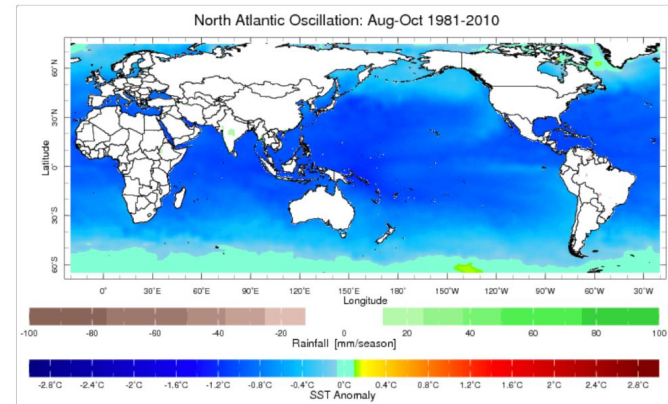 North Atlantic Oscillation: Aug-Oct 1981-2010
60°N
30°N
Latitude
0°
30°S
60°S
0° 30°E 60°E 90°E 120°E 150°E 180° 150°W 120°W 90°W 60°W 30°W
Longitude
-100 -80 -60 -40 -20 0 20 40 60 80 100
Rainfall [mm/season]
-2.8°C -2.4°C -2°C -1.6°C -1.2°C -0.8°C -0.4°C 0°C 0.4°C 0.8°C 1.2°C 1.6°C 2°C 2.4°C 2.8°C
SST Anomaly